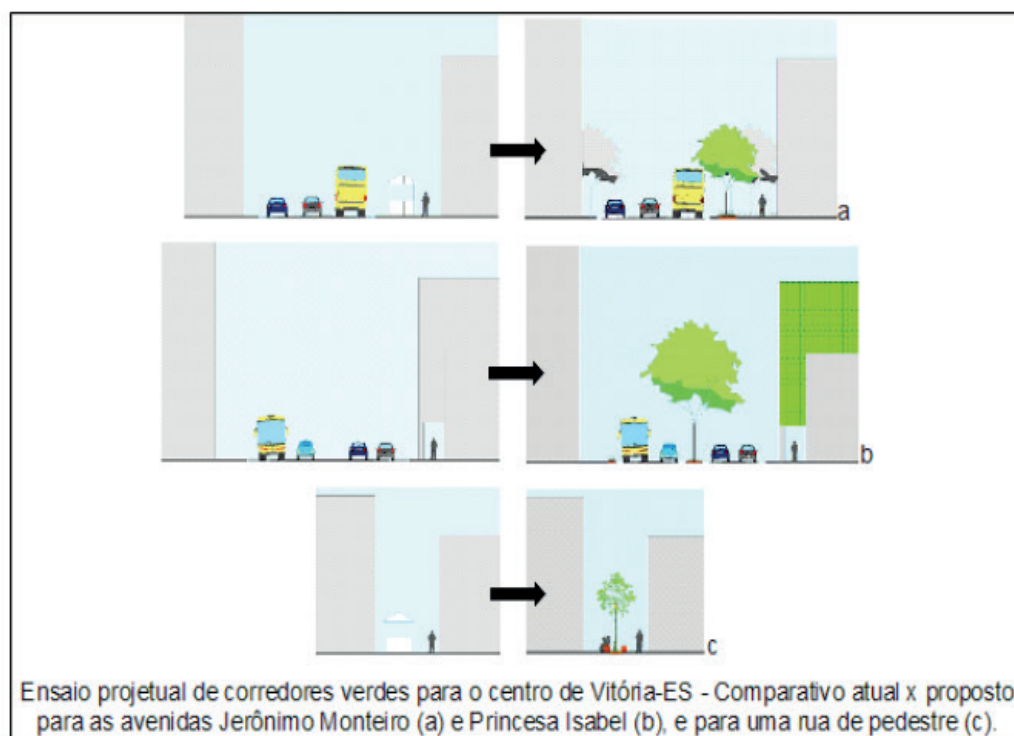 a
b
c
Ensaio projetual de corredores verdes para o centro de Vitória-ES - Comparativo atual x proposto
para as avenidas Jerônimo Monteiro (a) e Princesa Isabel (b), e para uma rua de pedestre (c).